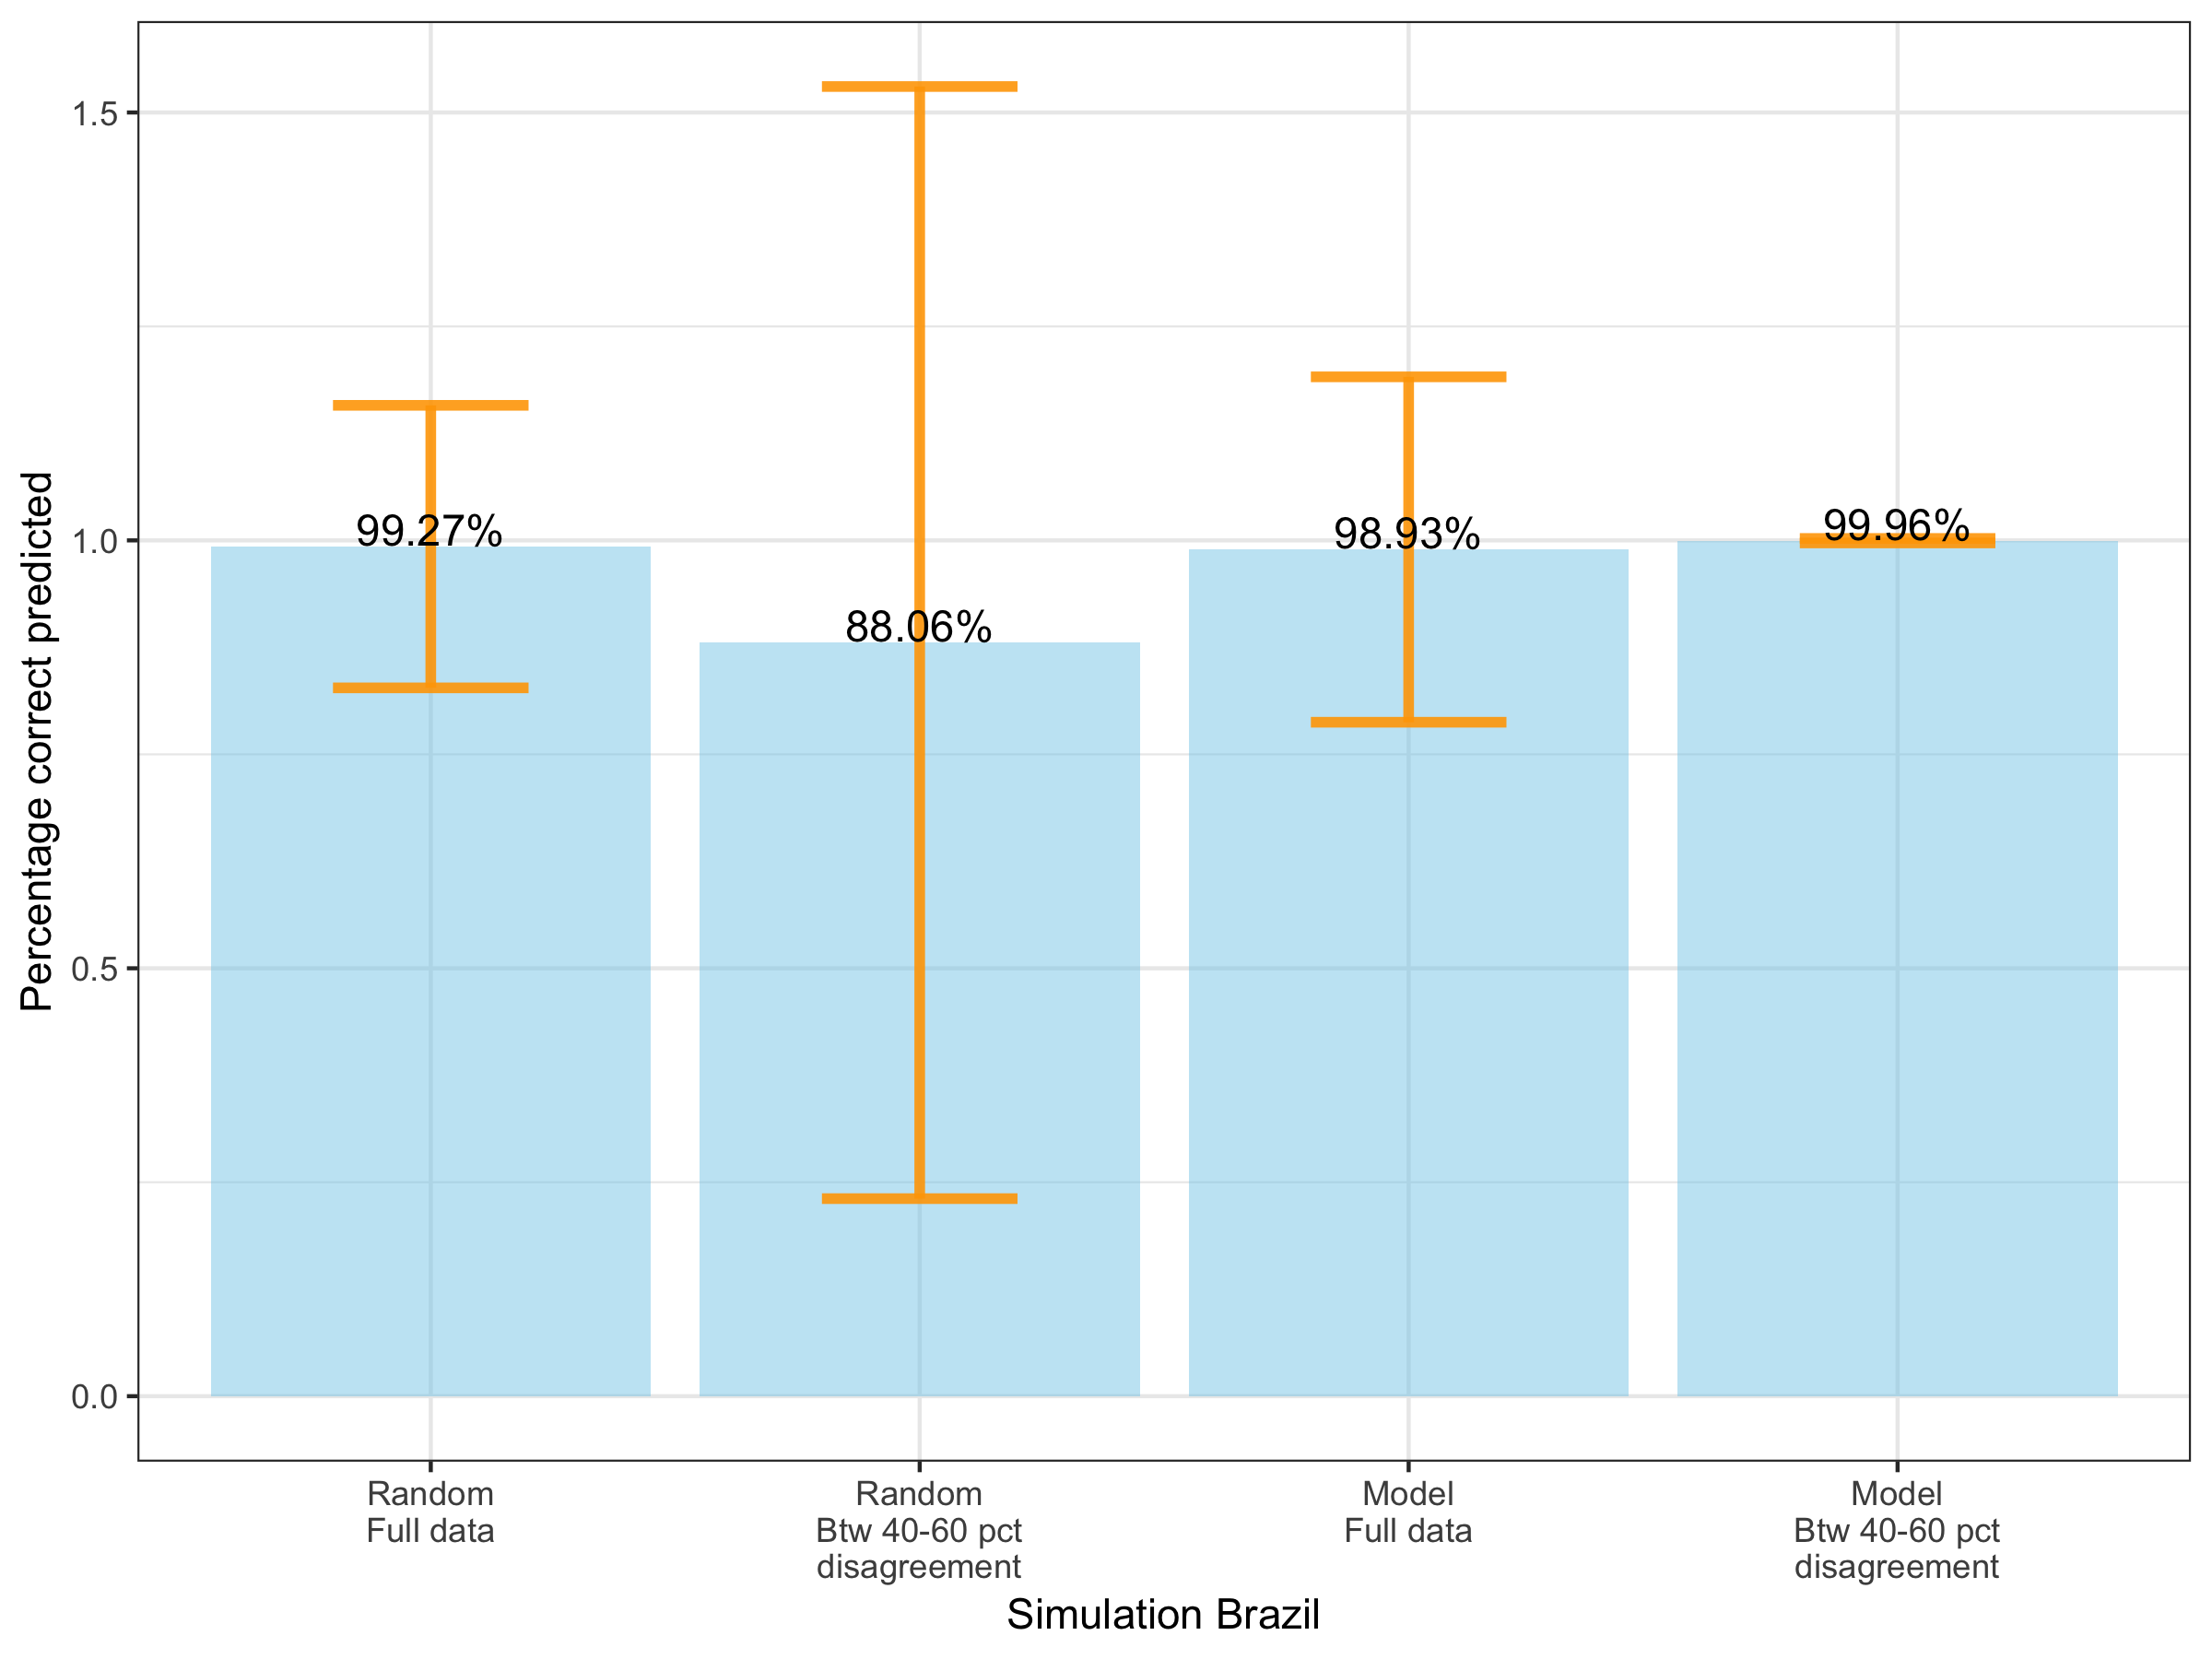 Percentage correct predicted
1.5
1.0
0.5
0.0
99.27%
88.06%
98.93%
99.96%
Random
Full data
Random
Btw 40-60 pct
disagreement
Model
Full data
Model
Btw 40-60 pct
disagreement
Simulation Brazil